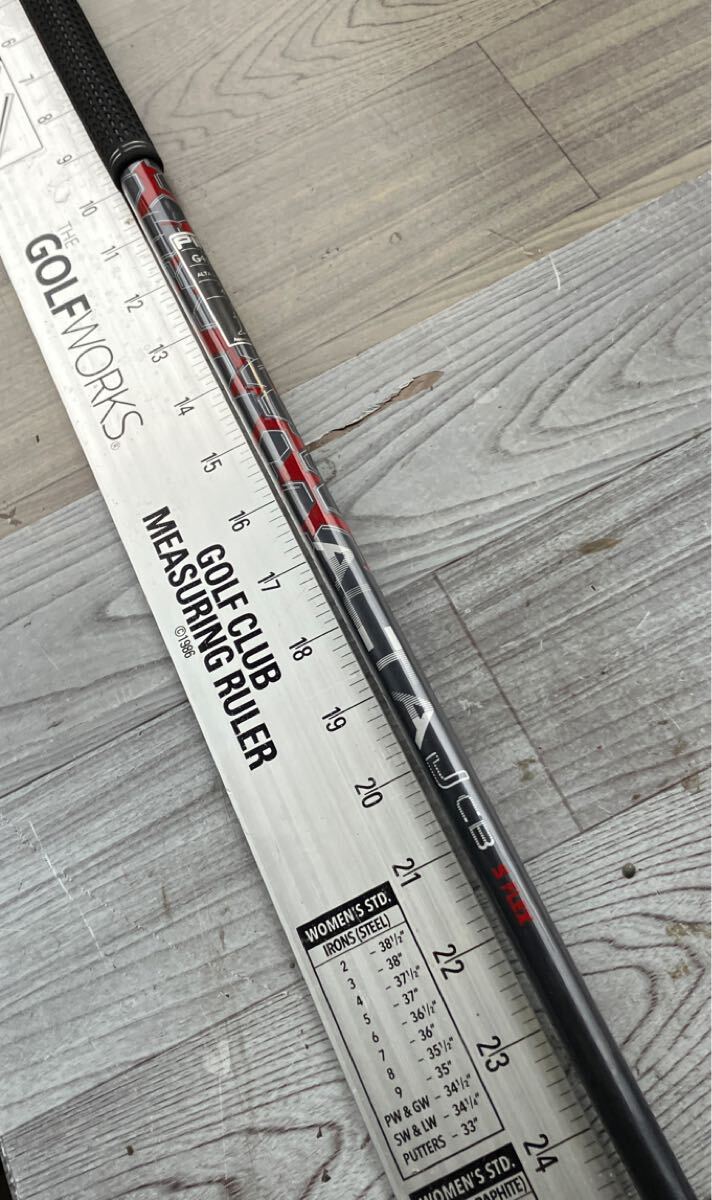 6
7
8
9
10
11
12
13
14
15
16
17
18
19
20
21
22
23
24
THE
GOLFWORKS®
GOLF CLUB
MEASURING RULER
©1986
ALTA
ALTA J CB
S FLEX
WOMEN'S STD.
IRONS (STEEL)
2 - 38½"
3 - 38"
4 - 37½"
5 - 37"
6 - 36½"
7 - 36"
8 - 35½"
9 - 35"
PW & GW - 34½"
SW & LW - 34¼"
PUTTERS - 33"
WOMEN'S STD.